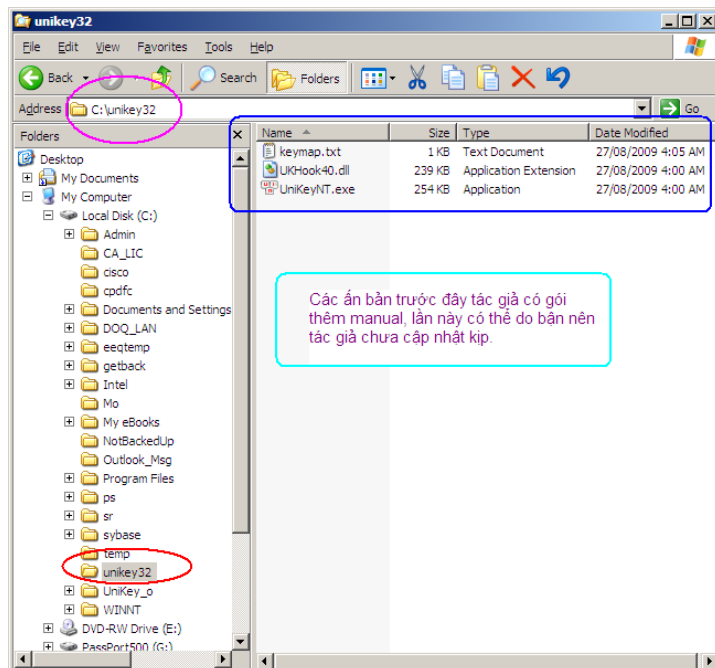 unikey32
File Edit View Favorites Tools Help
Back Search Folders
Address C:\unikey32 Go
Folders
Desktop
My Documents
My Computer
Local Disk (C:)
Admin
CA_LIC
cisco
cpdfc
Documents and Settings
DOQ_LAN
eeqtemp
getback
Intel
Mo
My eBooks
NotBackedUp
Outlook_Msg
Program Files
ps
sr
sybase
temp
unikey32
UniKey_o
WINNT
DVD-RW Drive (E:)
PassPort500 (G:)
Name Size Type Date Modified
keymap.txt 1 KB Text Document 27/08/2009 4:05 AM
UKHook40.dll 239 KB Application Extension 27/08/2009 4:00 AM
UniKeyNT.exe 254 KB Application 27/08/2009 4:00 AM
Các ấn bản trước đây tác giả có gói
thêm manual, lần này có thể do bận nên
tác giả chưa cập nhật kịp.